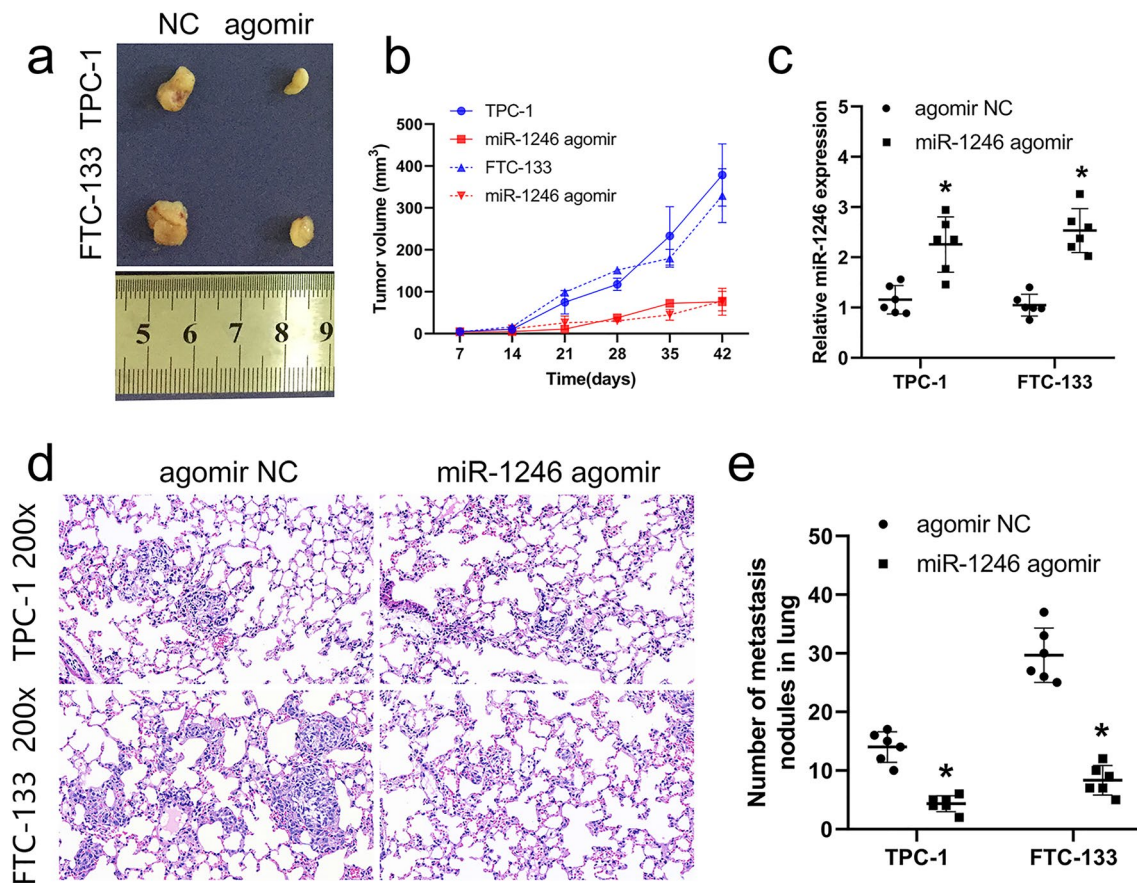 a
NC agomir
TPC-1
FTC-133
5 6 7 8 9
b
TPC-1
miR-1246 agomir
FTC-133
miR-1246 agomir
Tumor volume (mm³)
500
400
300
200
100
0
7 14 21 28 35 42
Time(days)
c
agomir NC
miR-1246 agomir
Relative miR-1246 expression
5
4
3
2
1
0
* *
TPC-1 FTC-133
d
agomir NC miR-1246 agomir
TPC-1 200x
FTC-133 200x
e
agomir NC
miR-1246 agomir
Number of metastasis
nodules in lung
50
40
30
20
10
0
* *
TPC-1 FTC-133